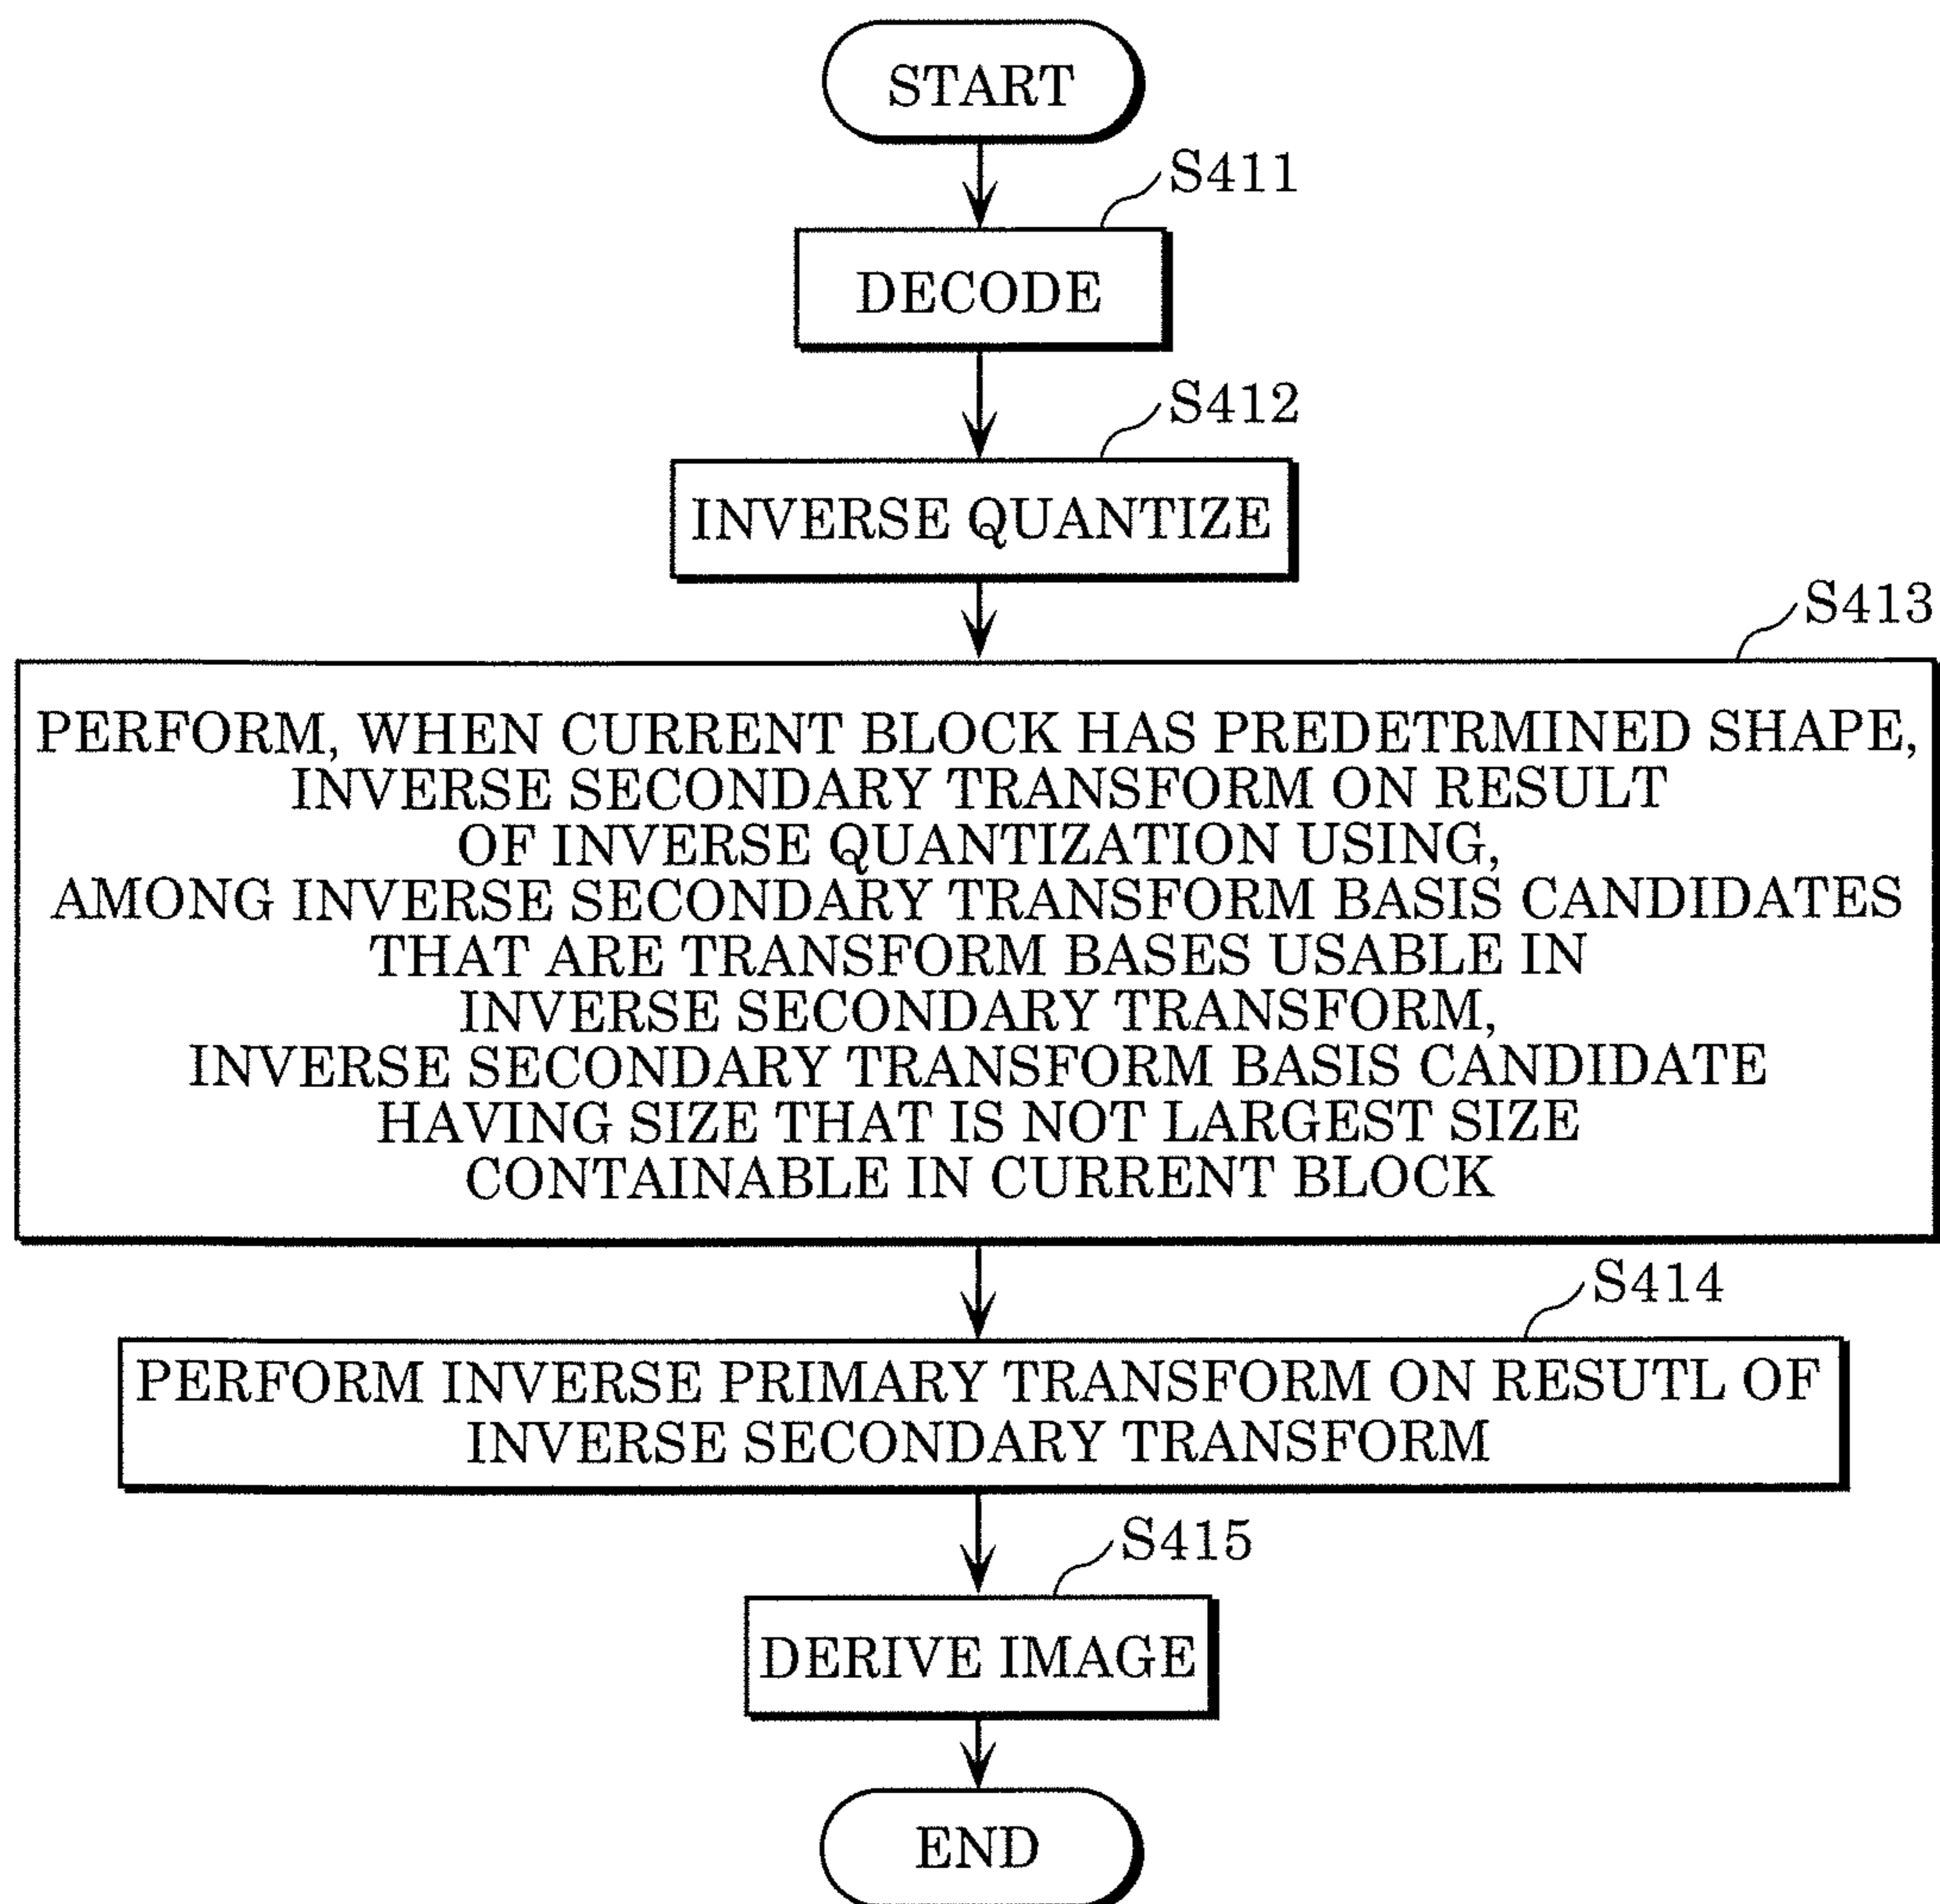 START
S411
DECODE
S412
INVERSE QUANTIZE
S413
PERFORM, WHEN CURRENT BLOCK HAS PREDETRMINED SHAPE,
INVERSE SECONDARY TRANSFORM ON RESULT
OF INVERSE QUANTIZATION USING,
AMONG INVERSE SECONDARY TRANSFORM BASIS CANDIDATES
THAT ARE TRANSFORM BASES USABLE IN
INVERSE SECONDARY TRANSFORM,
INVERSE SECONDARY TRANSFORM BASIS CANDIDATE
HAVING SIZE THAT IS NOT LARGEST SIZE
CONTAINABLE IN CURRENT BLOCK
S414
PERFORM INVERSE PRIMARY TRANSFORM ON RESUTL OF
INVERSE SECONDARY TRANSFORM
S415
DERIVE IMAGE
END